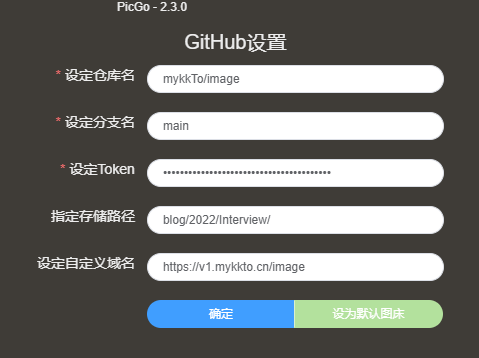 PicGo - 2.3.0
GitHub设置
* 设定仓库名 mykkTo/image
* 设定分支名 main
* 设定Token ••••••••••••••••••••••••••••••••••••••••
指定存储路径 blog/2022/Interview/
设定自定义域名 https://v1.mykkto.cn/image
确定 设为默认图床